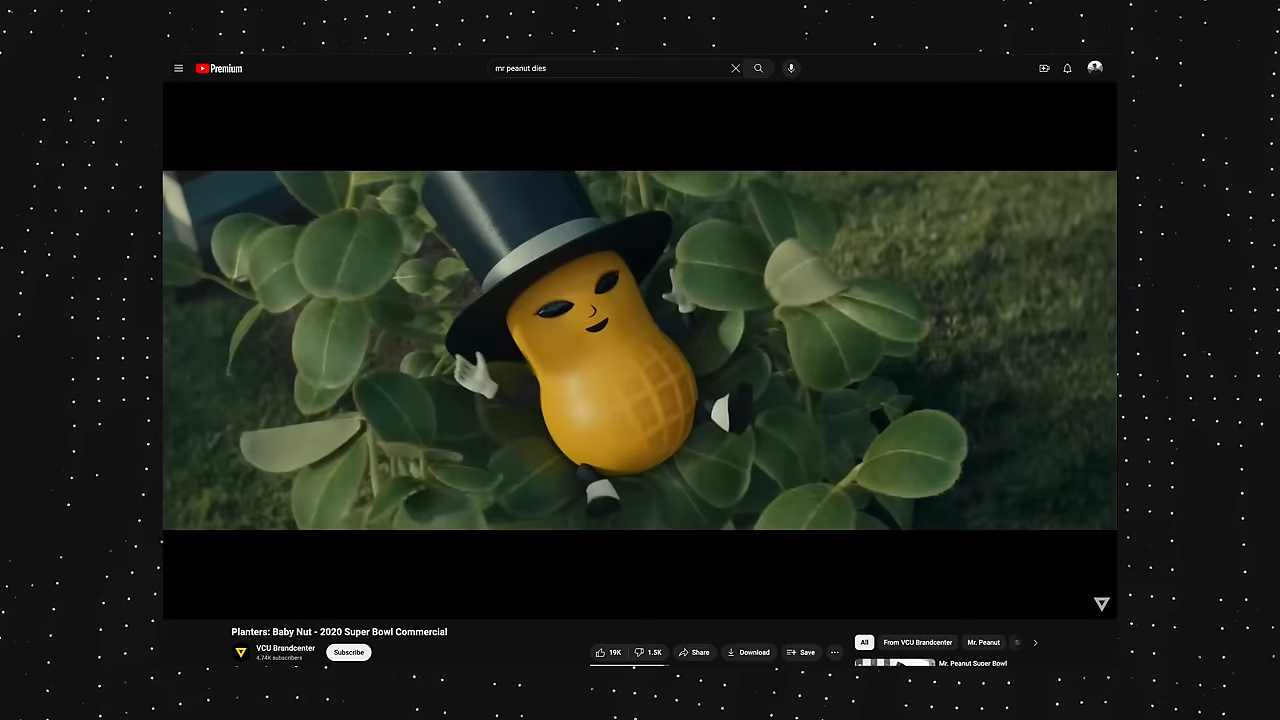 Premium
mr peanut dies
Planters: Baby Nut - 2020 Super Bowl Commercial
VCU Brandcenter
4.74K subscribers
Subscribe
19K
1.5K
Share
Download
Save
All
From VCU Brandcenter
Mr. Peanut
Mr. Peanut Super Bowl